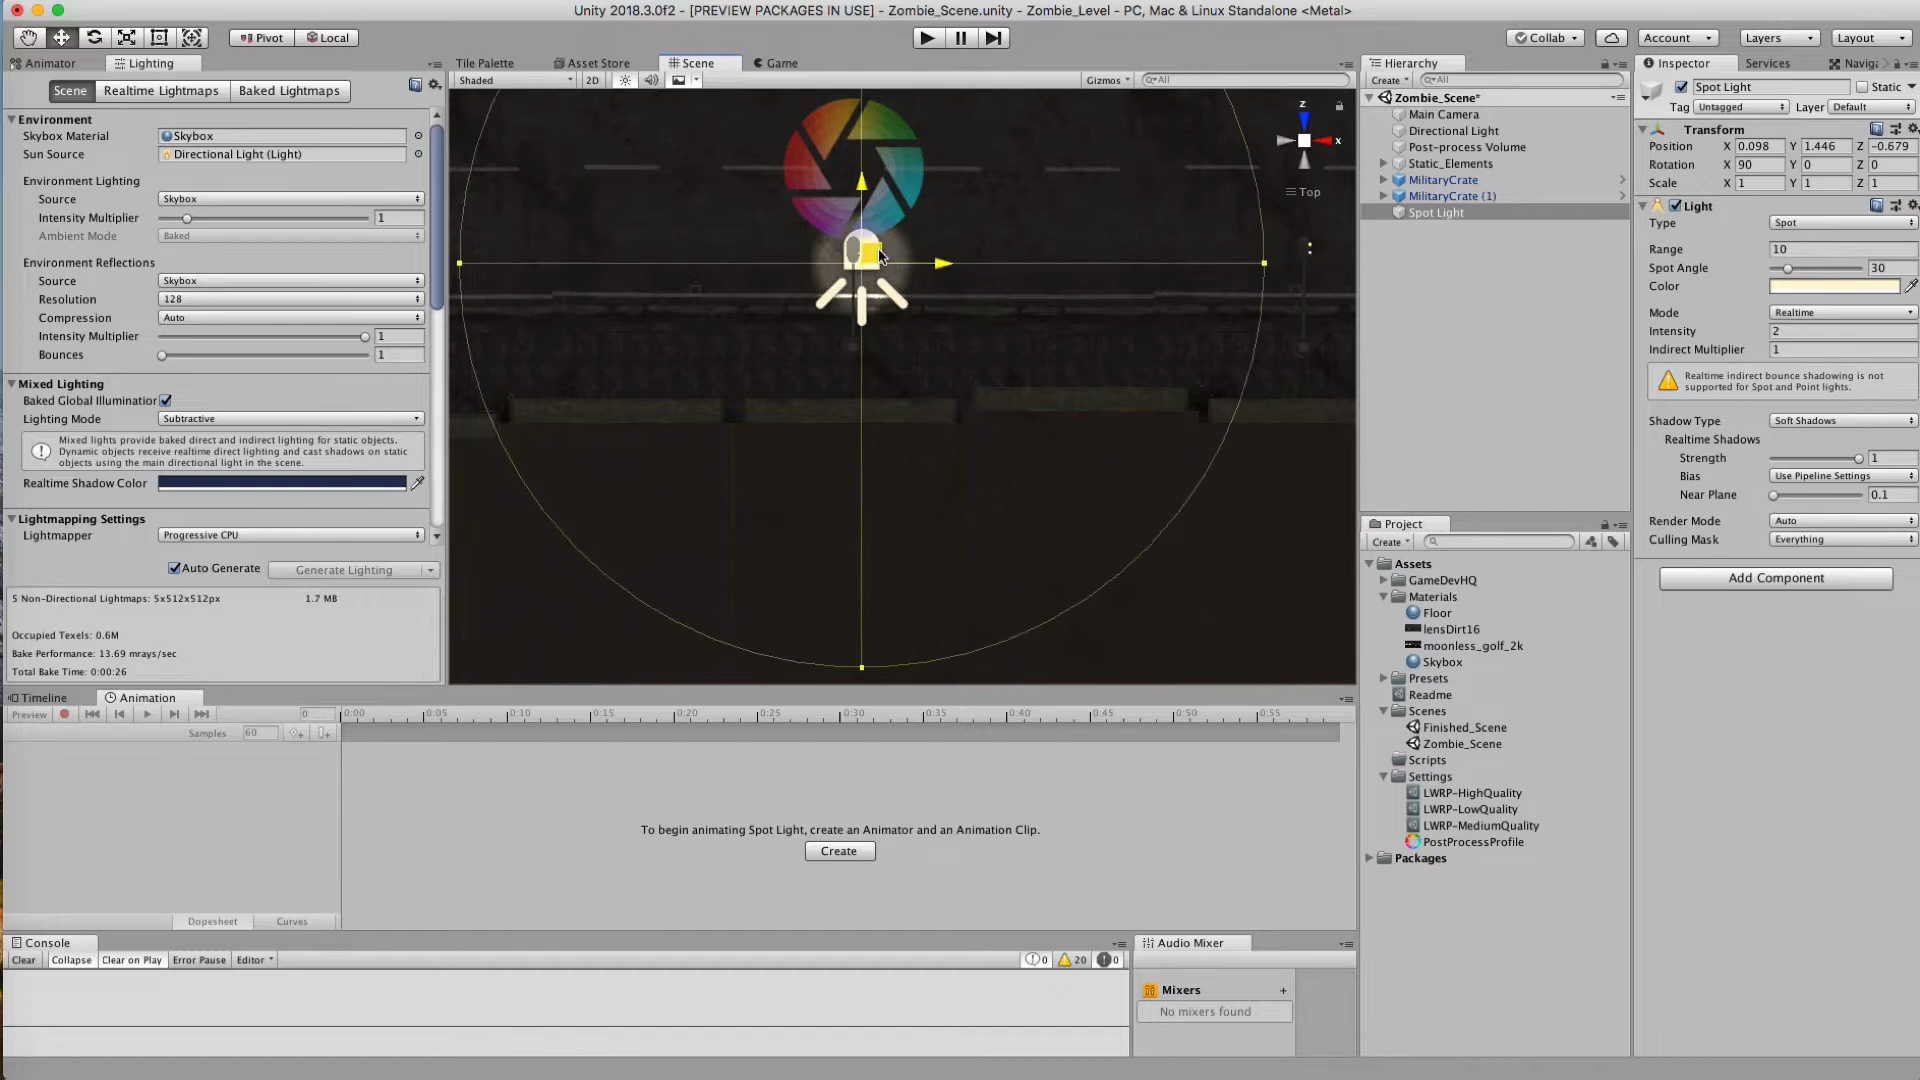 Unity 2018.3.0f2 - [PREVIEW PACKAGES IN USE] - Zombie_Scene.unity - Zombie_Level - PC, Mac & Linux Standalone <Metal>
Pivot Local Collab Account Layers Layout
Animator Lighting
Scene Realtime Lightmaps Baked Lightmaps
Environment
Skybox Material Skybox
Sun Source Directional Light (Light)
Environment Lighting
Source Skybox
Intensity Multiplier 1
Ambient Mode Baked
Environment Reflections
Source Skybox
Resolution 128
Compression Auto
Intensity Multiplier 1
Bounces 1
Mixed Lighting
Baked Global Illumination
Lighting Mode Subtractive
Mixed lights provide baked direct and indirect lighting for static objects.
Dynamic objects receive realtime direct lighting and cast shadows on static
objects using the main directional light in the scene.
Realtime Shadow Color
Lightmapping Settings
Lightmapper Progressive CPU
Auto Generate Generate Lighting
5 Non-Directional Lightmaps: 5x512x512px 1.7 MB
Occupied Texels: 0.6M
Bake Performance: 13.69 mrays/sec
Total Bake Time: 0:00:26
Tile Palette Asset Store Scene Game
Shaded 2D Gizmos All
z
x
Top
Timeline Animation
Preview 0 0:00 0:05 0:10 0:15 0:20 0:25 0:30 0:35 0:40 0:45 0:50 0:55
Samples 60
To begin animating Spot Light, create an Animator and an Animation Clip.
Create
Dopesheet Curves
Console
Clear Collapse Clear on Play Error Pause Editor 0 20 0
Audio Mixer
Mixers +
No mixers found
Hierarchy
Create All
Zombie_Scene*
Main Camera
Directional Light
Post-process Volume
Static_Elements
MilitaryCrate
MilitaryCrate (1)
Spot Light
Project
Create
Assets
GameDevHQ
Materials
Floor
lensDirt16
moonless_golf_2k
Skybox
Presets
Readme
Scenes
Finished_Scene
Zombie_Scene
Scripts
Settings
LWRP-HighQuality
LWRP-LowQuality
LWRP-MediumQuality
PostProcessProfile
Packages
Inspector Services Naviga
Spot Light Static
Tag Untagged Layer Default
Transform
Position X 0.098 Y 1.446 Z -0.679
Rotation X 90 Y 0 Z 0
Scale X 1 Y 1 Z 1
Light
Type Spot
Range 10
Spot Angle 30
Color
Mode Realtime
Intensity 2
Indirect Multiplier 1
Realtime indirect bounce shadowing is not
supported for Spot and Point lights.
Shadow Type Soft Shadows
Realtime Shadows
Strength 1
Bias Use Pipeline Settings
Near Plane 0.1
Render Mode Auto
Culling Mask Everything
Add Component